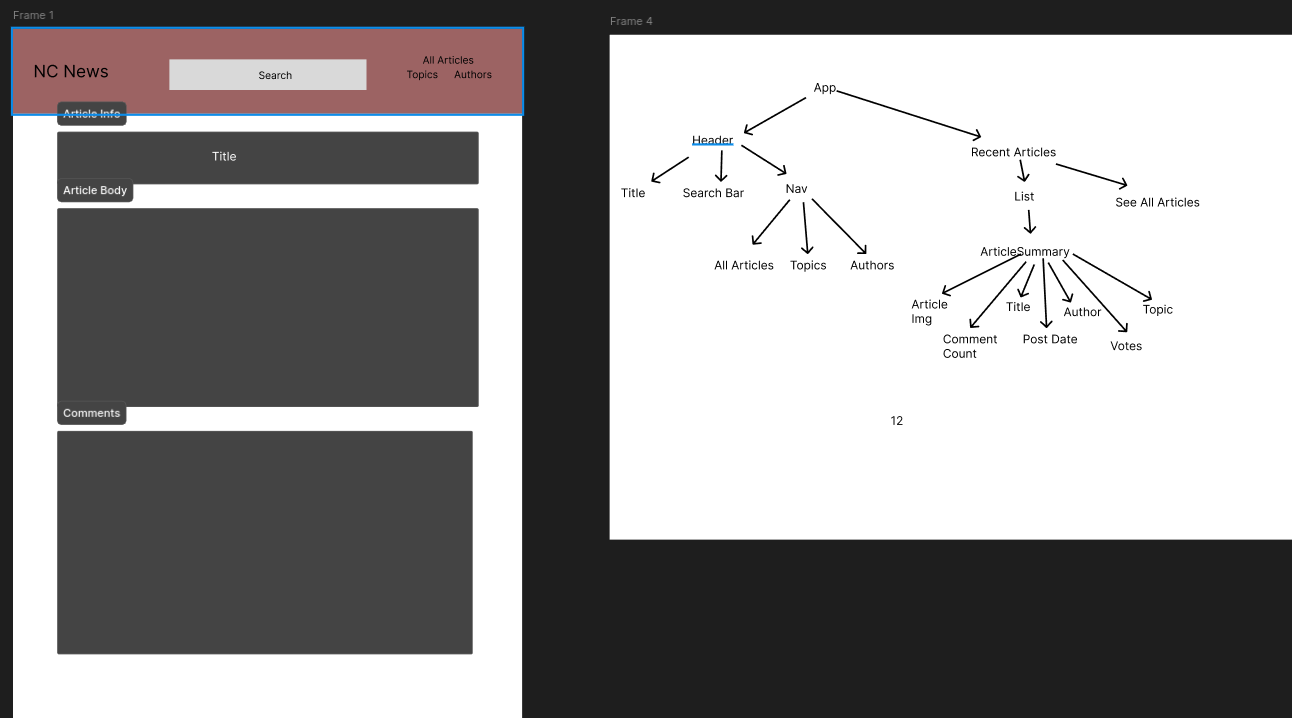 Frame 1
NC News
Search
All Articles
Topics Authors
Article Info
Title
Article Body
Comments
Frame 4
App
Header
Recent Articles
Title
Search Bar
Nav
List
See All Articles
All Articles
Topics
Authors
ArticleSummary
Article
Img
Title
Author
Topic
Comment
Count
Post Date
Votes
12